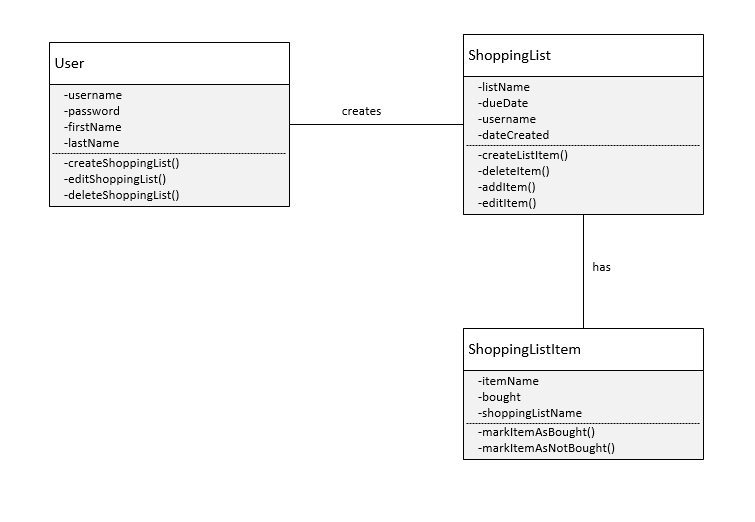 User
-username
-password
-firstName
-lastName
-createShoppingList()
-editShoppingList()
-deleteShoppingList()
creates
ShoppingList
-listName
-dueDate
-username
-dateCreated
-createListItem()
-deleteItem()
-addItem()
-editItem()
has
ShoppingListItem
-itemName
-bought
-shoppingListName
-markItemAsBought()
-markItemAsNotBought()